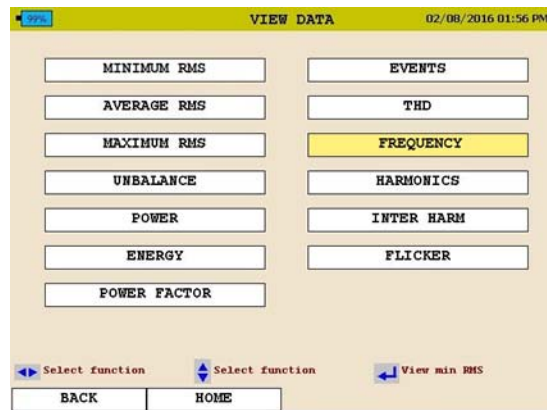 99% VIEW DATA 02/08/2016 01:56 PM
MINIMUM RMS EVENTS
AVERAGE RMS THD
MAXIMUM RMS FREQUENCY
UNBALANCE HARMONICS
POWER INTER HARM
ENERGY FLICKER
POWER FACTOR
Select function Select function View min RMS
BACK HOME